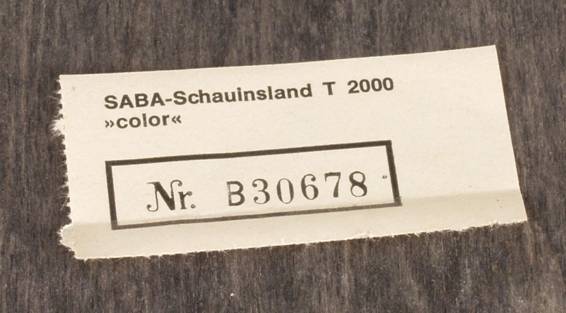 SABA-Schauinsland T 2000
»color«
Nr. B30678